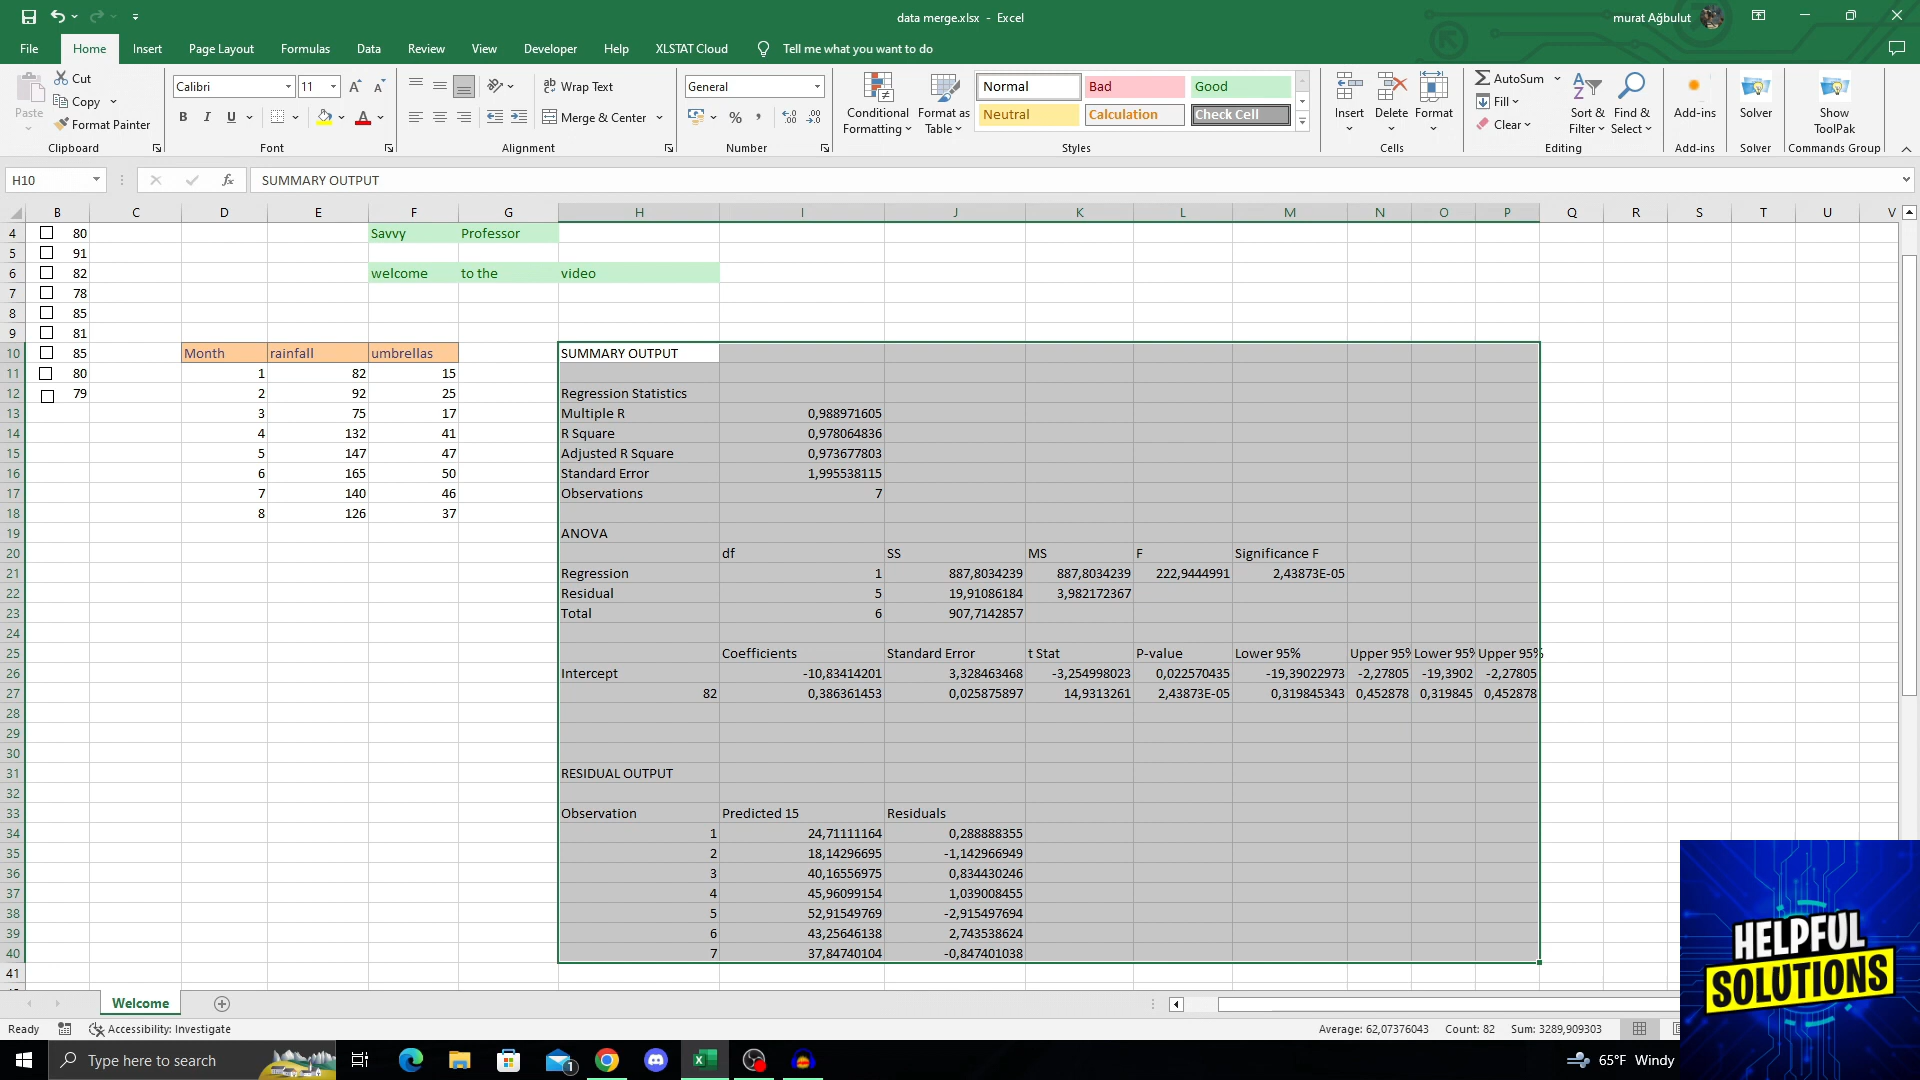 data merge.xlsx - Excel
murat Ağbulut
File Home Insert Page Layout Formulas Data Review View Developer Help XLSTAT Cloud Tell me what you want to do
Paste
Cut
Copy
Format Painter
Clipboard
Calibri 11
B I U
Font
Wrap Text
Merge & Center
Alignment
General
Number
Conditional Formatting
Format as Table
Normal Bad Good
Neutral Calculation Check Cell
Styles
Insert Delete Format
Cells
AutoSum
Fill
Clear
Sort & Filter
Find & Select
Editing
Add-ins
Add-ins
Solver
Solver
Show ToolPak
Commands Group
H10 fx SUMMARY OUTPUT
B C D E F G H I J K L M N O P Q R S T U V
4 80 Savvy Professor
5 91
6 82 welcome to the video
7 78
8 85
9 81
10 85 Month rainfall umbrellas SUMMARY OUTPUT
11 80 1 82 15
12 79 2 92 25 Regression Statistics
13 3 75 17 Multiple R 0,988971605
14 4 132 41 R Square 0,978064836
15 5 147 47 Adjusted R Square 0,973677803
16 6 165 50 Standard Error 1,995538115
17 7 140 46 Observations 7
18 8 126 37
19 ANOVA
20 df SS MS F Significance F
21 Regression 1 887,8034239 887,8034239 222,9444991 2,43873E-05
22 Residual 5 19,91086184 3,982172367
23 Total 6 907,7142857
24
25 Coefficients Standard Error t Stat P-value Lower 95% Upper 95% Lower 95% Upper 95%
26 Intercept -10,83414201 3,328463468 -3,254998023 0,022570435 -19,39022973 -2,27805 -19,3902 -2,27805
27 82 0,386361453 0,025875897 14,9313261 2,43873E-05 0,319845343 0,452878 0,319845 0,452878
28
29
30
31 RESIDUAL OUTPUT
32
33 Observation Predicted 15 Residuals
34 1 24,71111164 0,288888355
35 2 18,14296695 -1,142966949
36 3 40,16556975 0,834430246
37 4 45,96099154 1,039008455
38 5 52,91549769 -2,915497694
39 6 43,25646138 2,743538624
40 7 37,84740104 -0,847401038
41
Welcome
Ready Accessibility: Investigate Average: 62,07376043 Count: 82 Sum: 3289,909303
Type here to search
1
65°F Windy
HELPFUL
SOLUTIONS